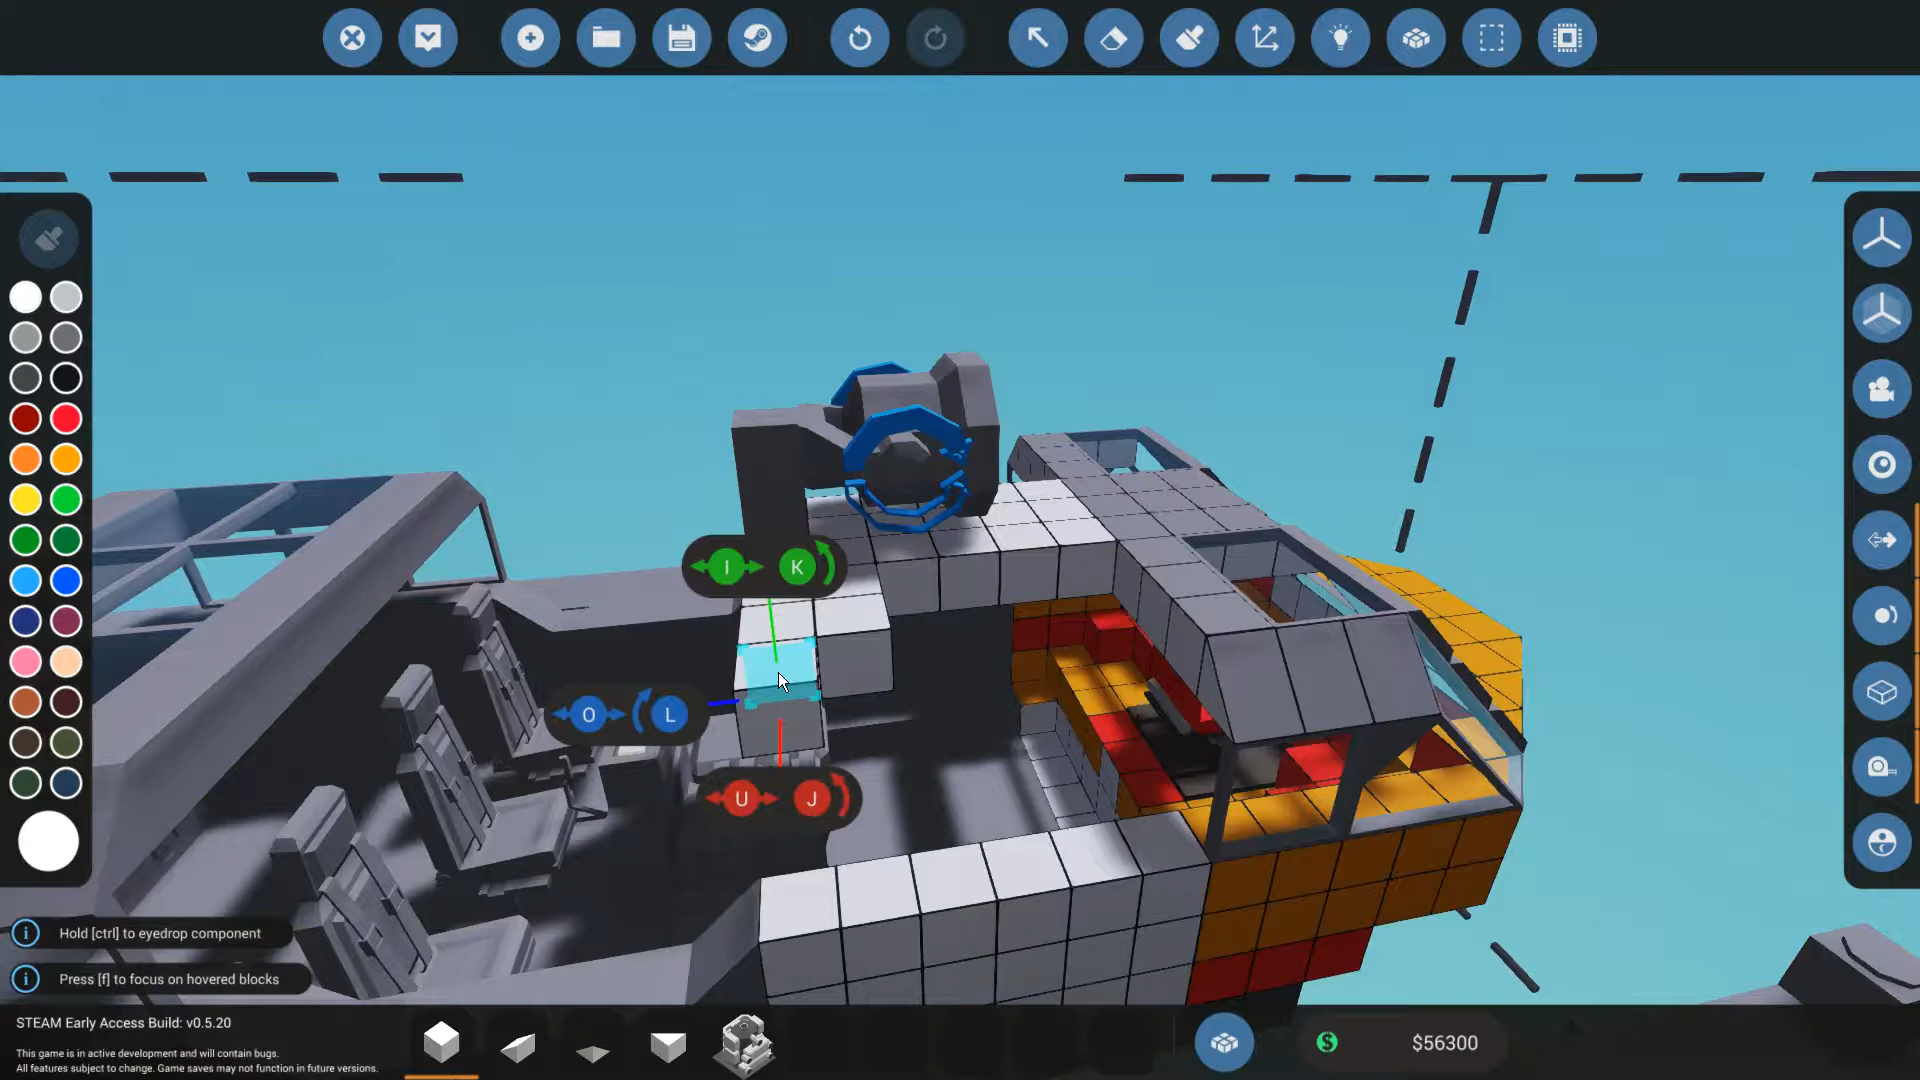 I K
O L
U J
Hold [ctrl] to eyedrop component
Press [f] to focus on hovered blocks
STEAM Early Access Build: v0.5.20
This game is in active development and will contain bugs.
All features subject to change. Game saves may not function in future versions.
$ $56300